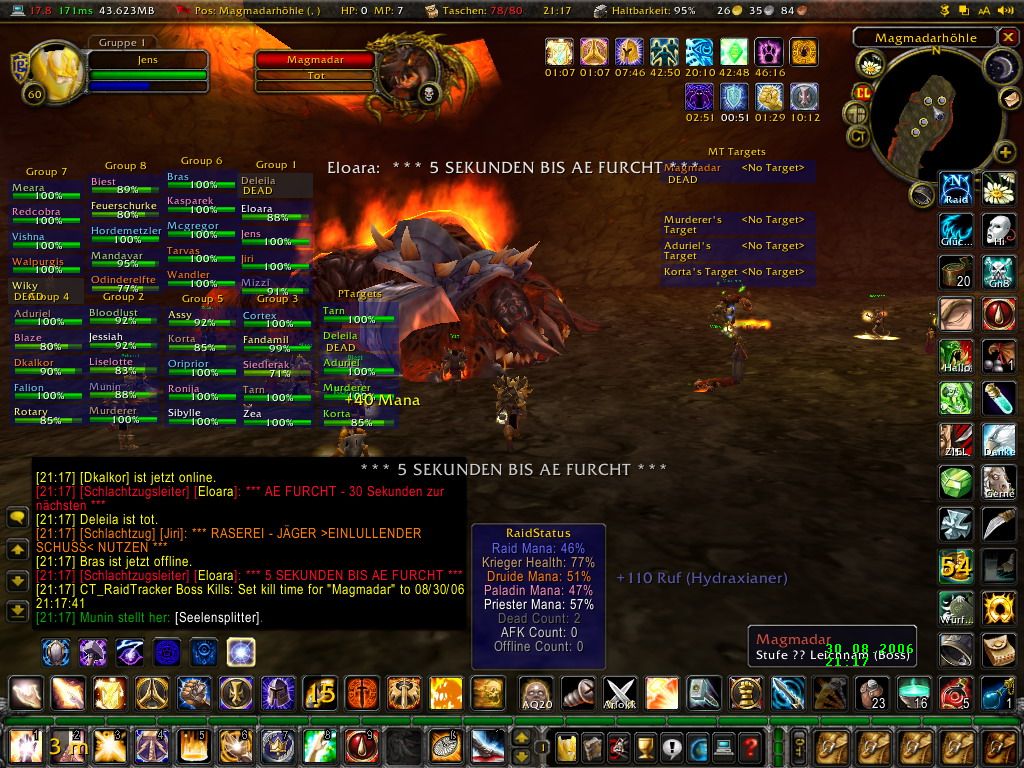 17.8 171ms 43.623MB Pos: Magmadarhöhle (, ) HP: 0 MP: 7 Taschen: 78/80 21:17 Haltbarkeit: 95% 26 35 84
Gruppe 1
Jens
60
Magmadar
Tot
01:07 01:07 07:46 42:50 20:10 42:48 46:16
02:51 00:51 01:29 10:12
Magmadarhöhle
N
CL
CT
Eloara: *** 5 SEKUNDEN BIS AE FURCHT ***
MT Targets
Magmadar <No Target>
DEAD
Murderer's Target <No Target>
Aduriel's Target <No Target>
Korta's Target <No Target>
Group 7
Meara 100%
Redcobra 100%
Vishna 100%
Walpurgis 100%
Wiky DEAD
Group 8
Biest 89%
Feuerschurke 80%
Hordemetzler 100%
Mandavar 95%
Odinderelfte 77%
Group 6
Bras 100%
Kasparek 100%
Mcgregor 100%
Tarvas 100%
Wandler 100%
Group 1
Deleila DEAD
Eloara 88%
Jens 100%
Jiri 100%
Mizzi 91%
Group 4
Aduriel 100%
Blaze 80%
Dkalkor 90%
Falion 100%
Rotary 85%
Group 2
Bloodlust 92%
Jessiah 92%
Liselotte 83%
Munin 88%
Murderer 100%
Group 5
Assy 92%
Korta 85%
Opripior 100%
Ronija 100%
Sibylle 100%
Group 3
Cortex 100%
Fandamil 99%
Siedlerak 71%
Tarn 100%
Zea 100%
PTargets
Tarn 100%
Deleila DEAD
Aduriel 100%
Murderer 100%
Korta 85%
+40 Mana
*** 5 SEKUNDEN BIS AE FURCHT ***
[21:17] [Dkalkor] ist jetzt online.
[21:17] [Schlachtzugsleiter] [Eloara]: *** AE FURCHT - 30 Sekunden zur
nächsten ***
[21:17] Deleila ist tot.
[21:17] [Schlachtzug] [Jiri]: *** RASEREI - JÄGER >EINLULLENDER
SCHUSS< NUTZEN ***
[21:17] Bras ist jetzt offline.
[21:17] [Schlachtzugsleiter] [Eloara]: *** 5 SEKUNDEN BIS AE FURCHT ***
[21:17] CT_RaidTracker Boss Kills: Set kill time for "Magmadar" to 08/30/06
21:17:41
[21:17] Munin stellt her: [Seelensplitter].
RaidStatus
Raid Mana: 46%
Krieger Health: 77%
Druide Mana: 51%
Paladin Mana: 47%
Priester Mana: 57%
Dead Count: 2
AFK Count: 0
Offline Count: 0
+110 Ruf (Hydraxianer)
Magmadar
Stufe ?? Leichnam (Boss)
30.08.2006
21:17
Raid
Hi
20
Hallo
1
ZIEL
Danke
Gerne
54
Würf...
15
AQ20
Arlokk
23
16
5
1
3m